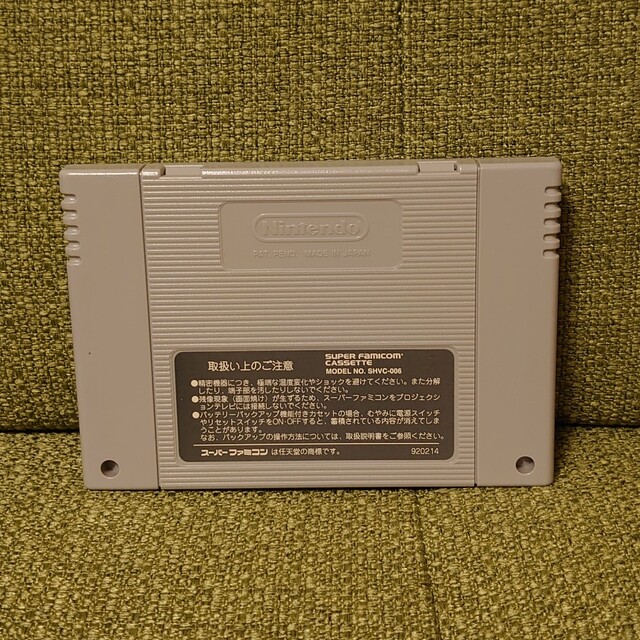 Nintendo
PAT. PEND. MADE IN JAPAN
取扱い上のご注意
SUPER FAMICOM
CASSETTE
MODEL NO. SHVC-006
●精密機器につき、極端な温度変化やショックを避けてください。また分解
したり、端子部を汚したりしないでください。
●残像現象(画面焼け)が生ずるため、スーパーファミコンをプロジェクシ
ョンテレビには接続しないでください。
●バッテリーバックアップ機能付きカセットの場合、むやみに電源スイッチ
やリセットスイッチをON・OFFすると、蓄積されている内容が消えてしま
うことがあります。
なお、バックアップの操作方法については、取扱説明書をご参照ください。
スーパーファミコンは任天堂の商標です。
920214